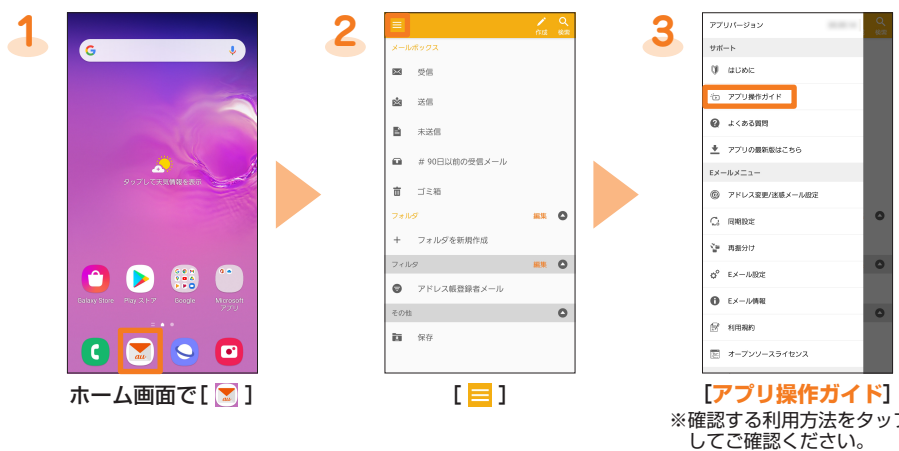 1
タップして天気情報を表示
Galaxy Store
Play ストア
Google
Microsoft
アプリ
au
ホーム画面で[ au ]
2
作成
検索
メールボックス
受信
送信
未送信
# 90日以前の受信メール
ゴミ箱
フォルダ
編集
フォルダを新規作成
フィルタ
編集
アドレス帳登録者メール
その他
保存
[ ≡ ]
3
アプリバージョン
サポート
はじめに
アプリ操作ガイド
よくある質問
アプリの最新版はこちら
Eメールメニュー
アドレス変更/迷惑メール設定
同期設定
再振分け
Eメール設定
Eメール情報
利用規約
オープンソースライセンス
[アプリ操作ガイド]
※確認する利用方法をタップ
してご確認ください。